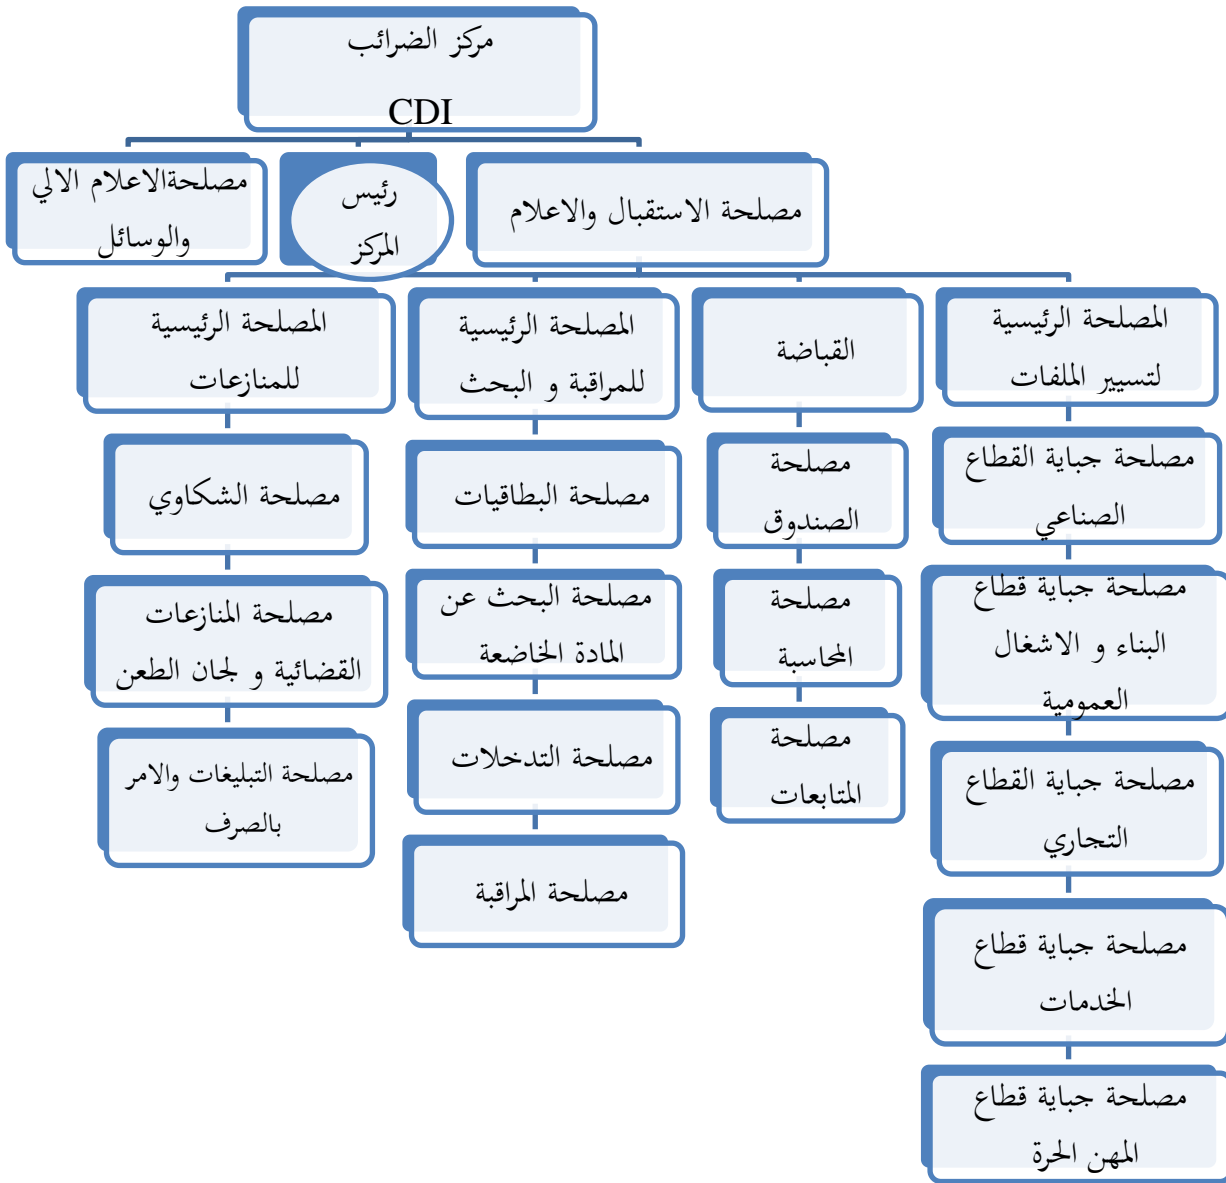 مركز الضرائب
CDI
مصلحة الاستقبال والاعلام
رئيس
المركز
مصلحةالاعلام الالي
والوسائل
المصلحة الرئيسية
لتسيير الملفات
مصلحة جباية القطاع
الصناعي
مصلحة جباية قطاع
البناء و الاشغال
العمومية
مصلحة جباية القطاع
التجاري
مصلحة جباية قطاع
الخدمات
مصلحة جباية قطاع
المهن الحرة
القباضة
مصلحة
الصندوق
مصلحة
المحاسبة
مصلحة
المتابعات
المصلحة الرئيسية
للمراقبة و البحث
مصلحة البطاقيات
مصلحة البحث عن
المادة الخاضعة
مصلحة التدخلات
مصلحة المراقبة
المصلحة الرئيسية
للمنازعات
مصلحة الشكاوي
مصلحة المنازعات
القضائية و لجان الطعن
مصلحة التبليغات والامر
بالصرف